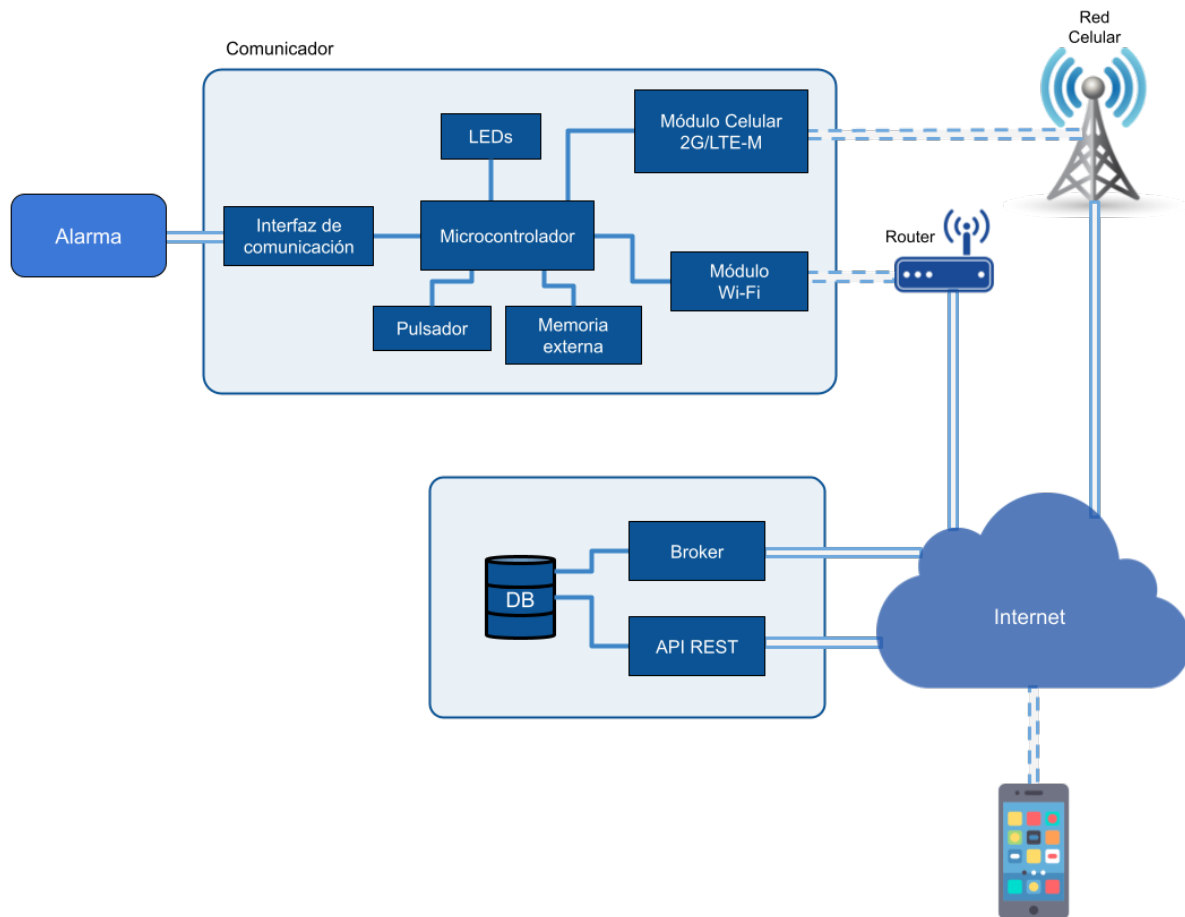 Red
Celular
Comunicador
LEDs
Módulo Celular
2G/LTE-M
Alarma
Interfaz de
comunicación
Microcontrolador
Router
Módulo
Wi-Fi
Pulsador
Memoria
externa
Broker
DB
API REST
Internet